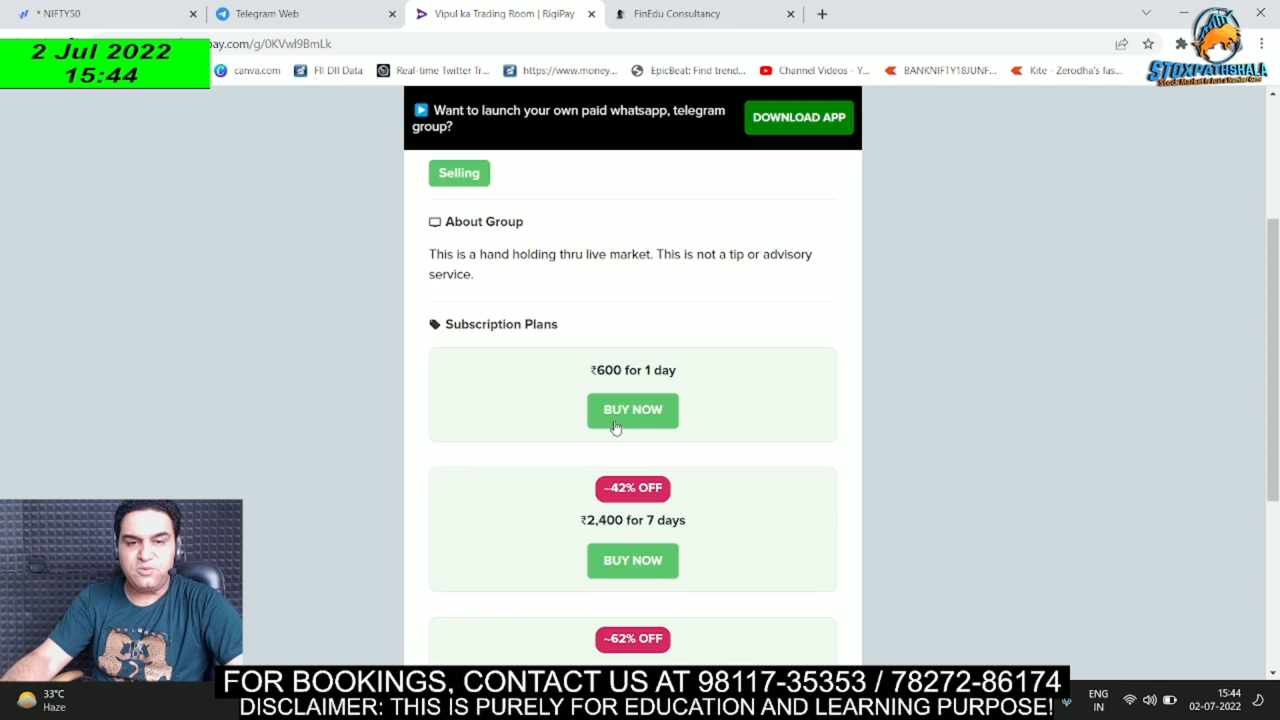 * NIFTY50
Telegram Web
Vipul ka Trading Room | RigiPay
FinEdu Consultancy
2 Jul 2022
15:44
pay.com/g/0KVwI9BmLk
canva.com
FII DII Data
Real-time Twitter Tr...
https://www.money...
EpicBeat: Find trend...
Channel Videos - Y...
BANKNIFTY18JUNF...
Kite - Zerodha's fas...
STOXPATHSHALA
Want to launch your own paid whatsapp, telegram
group?
DOWNLOAD APP
Selling
About Group
This is a hand holding thru live market. This is not a tip or advisory
service.
Subscription Plans
₹600 for 1 day
BUY NOW
~42% OFF
₹2,400 for 7 days
BUY NOW
~62% OFF
FOR BOOKINGS, CONTACT US AT 98117-35353 / 78272-86174
DISCLAIMER: THIS IS PURELY FOR EDUCATION AND LEARNING PURPOSE!
33°C
Haze
ENG
IN
15:44
02-07-2022